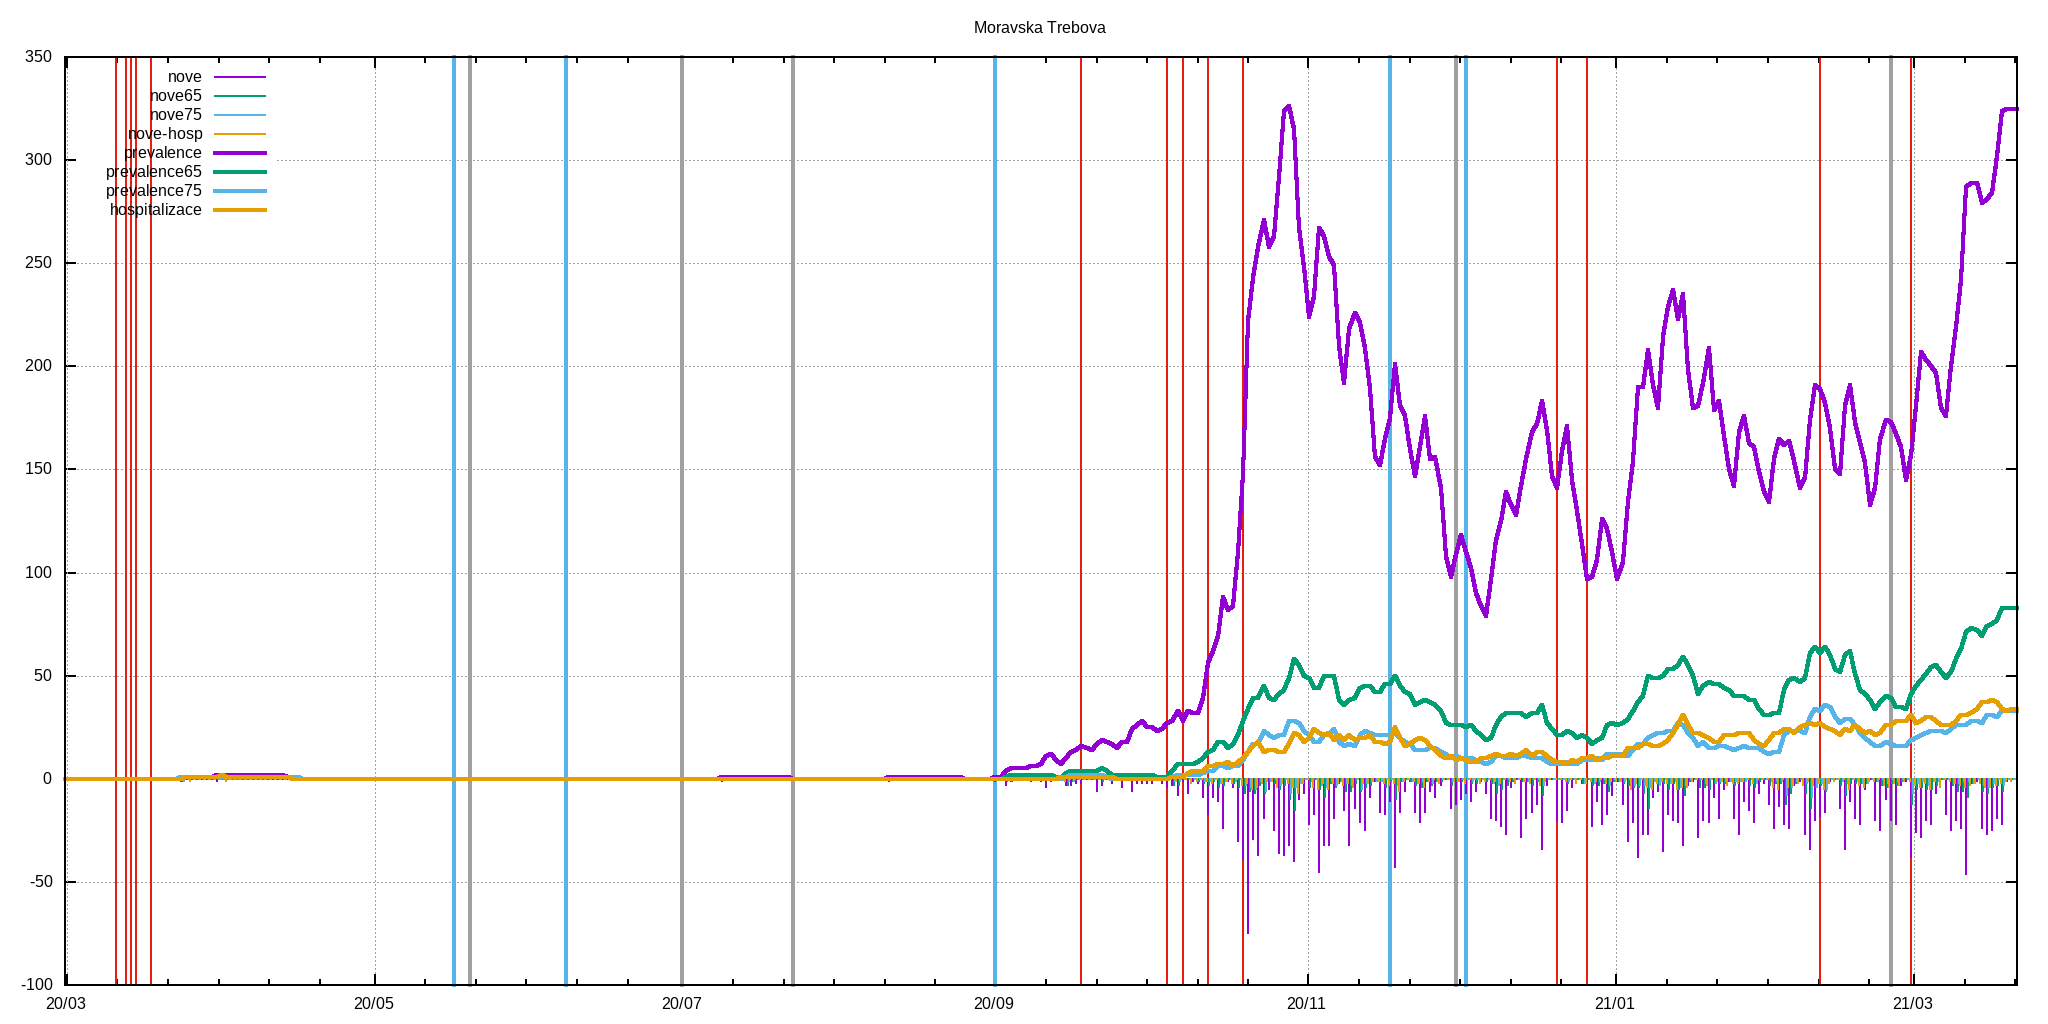 Moravska Trebova
350
300
250
200
150
100
50
0
-50
-100
nove
nove65
nove75
nove-hosp
prevalence
prevalence65
prevalence75
hospitalizace
20/03 20/05 20/07 20/09 20/11 21/01 21/03